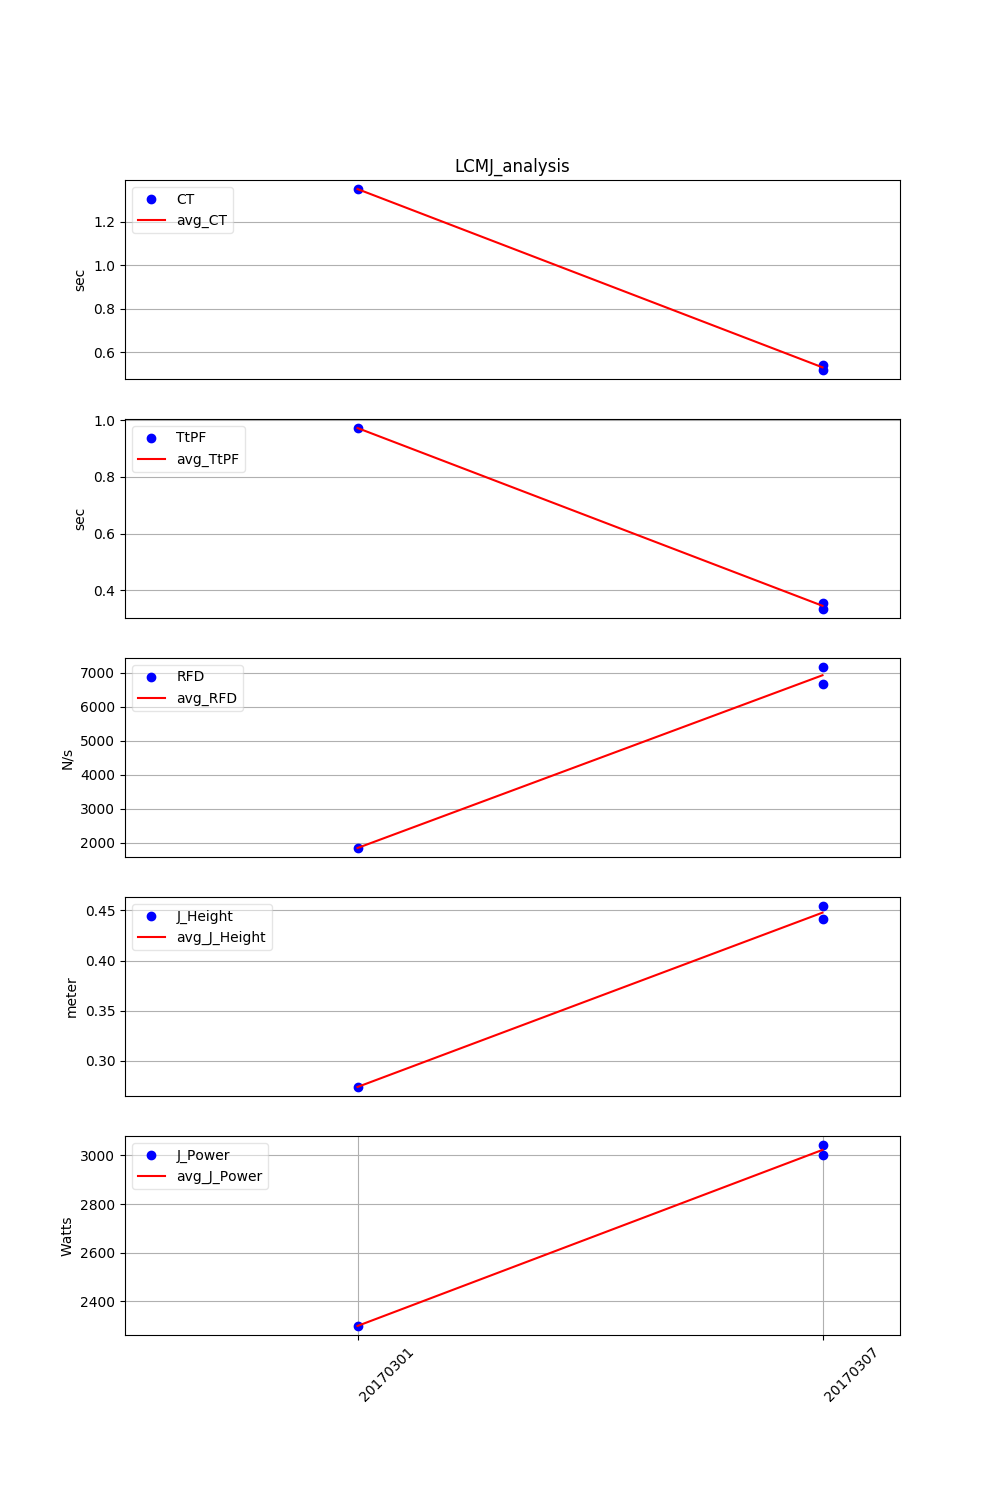 LCMJ_analysis
CT
avg_CT
1.2
1.0
0.8
0.6
sec
TtPF
avg_TtPF
1.0
0.8
0.6
0.4
sec
RFD
avg_RFD
7000
6000
5000
4000
3000
2000
N/s
J_Height
avg_J_Height
0.45
0.40
0.35
0.30
meter
J_Power
avg_J_Power
3000
2800
2600
2400
Watts
20170301
20170307